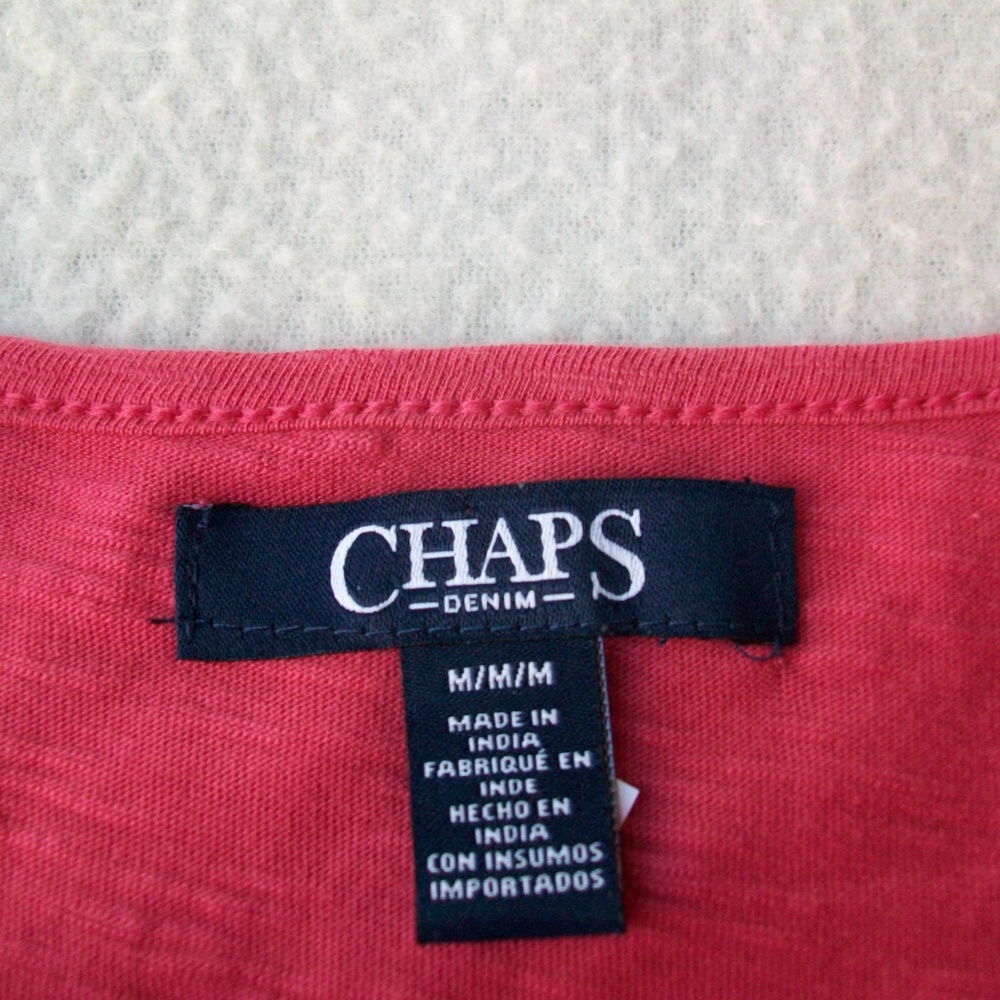 CHAPS
DENIM
M/M/M
MADE IN
INDIA
FABRIQUÉ EN
INDE
HECHO EN
INDIA
CON INSUMOS
IMPORTADOS